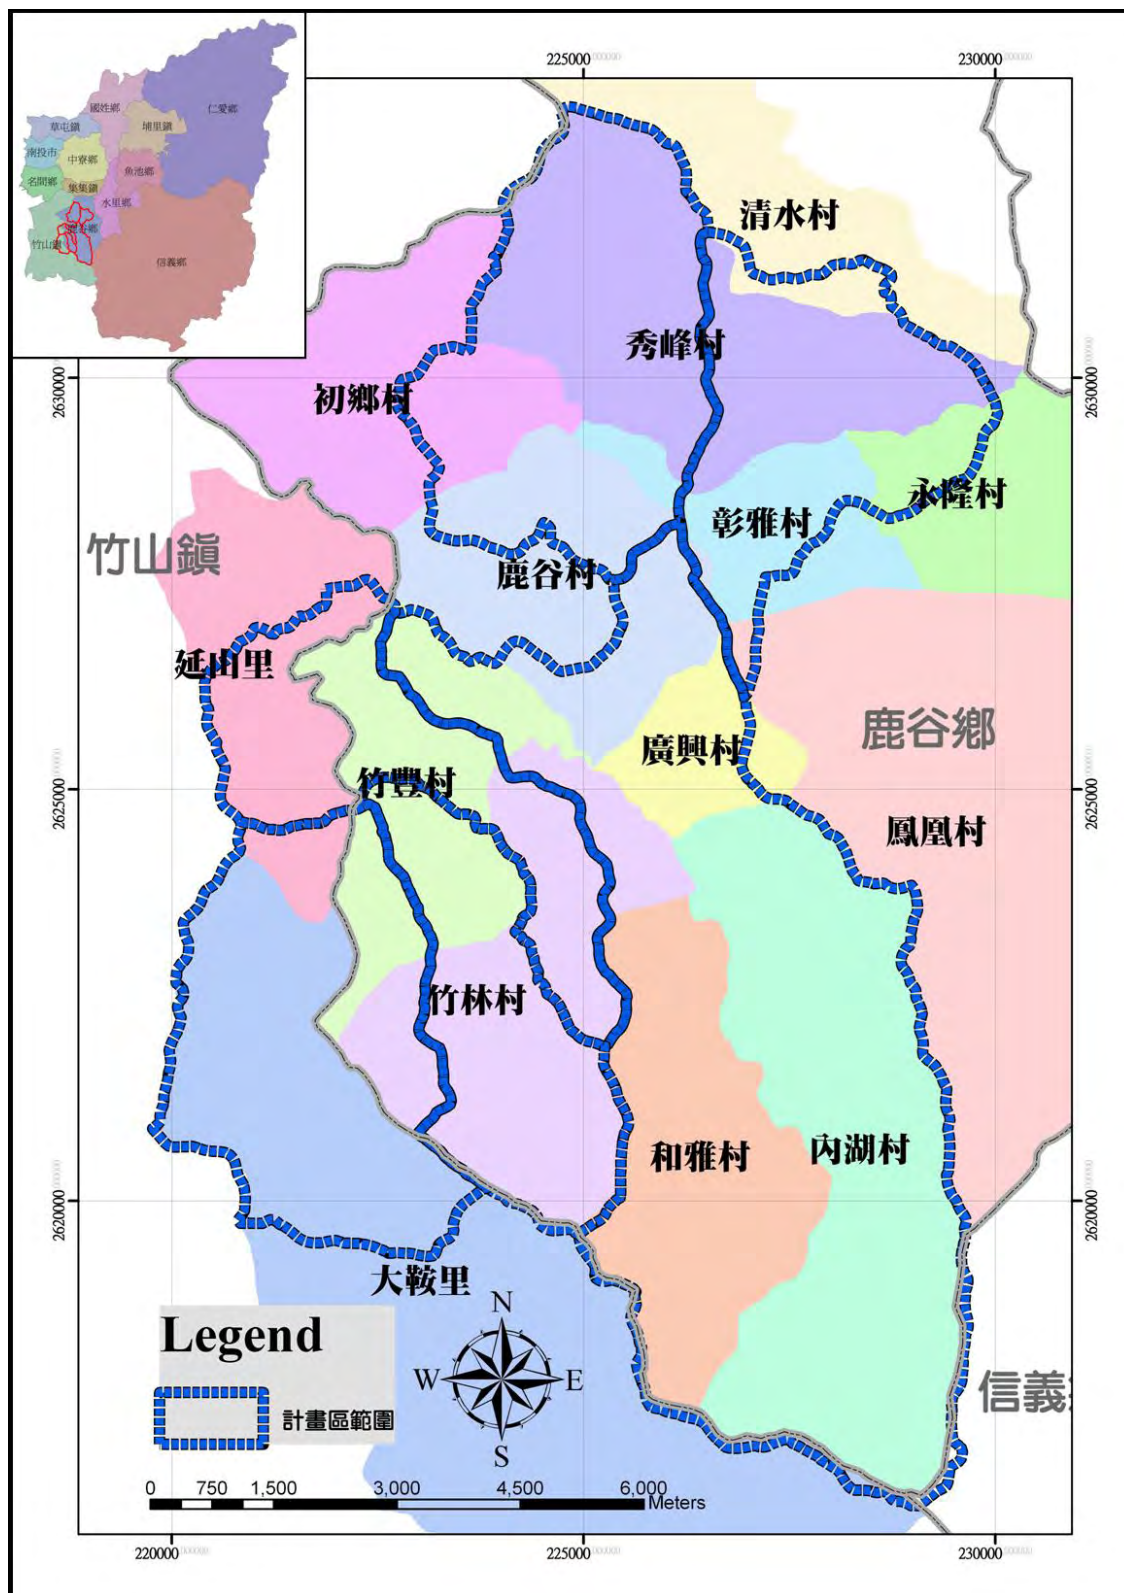 225000
230000
仁愛鄉
國姓鄉
草屯鎮
埔里鎮
南投市
中寮鄉
魚池鄉
名間鄉
集集鎮
水里鄉
鹿谷鄉
竹山鎮
信義鄉
清水村
秀峰村
2630000
2630000
初鄉村
永隆村
彰雅村
竹山鎮
鹿谷村
延山里
鹿谷鄉
廣興村
竹豐村
2625000
2625000
鳳凰村
竹林村
和雅村
內湖村
2620000
2620000
大鞍里
N
W
E
S
Legend
計畫區範圍
信義
0 750 1,500 3,000 4,500 6,000
Meters
220000
225000
230000